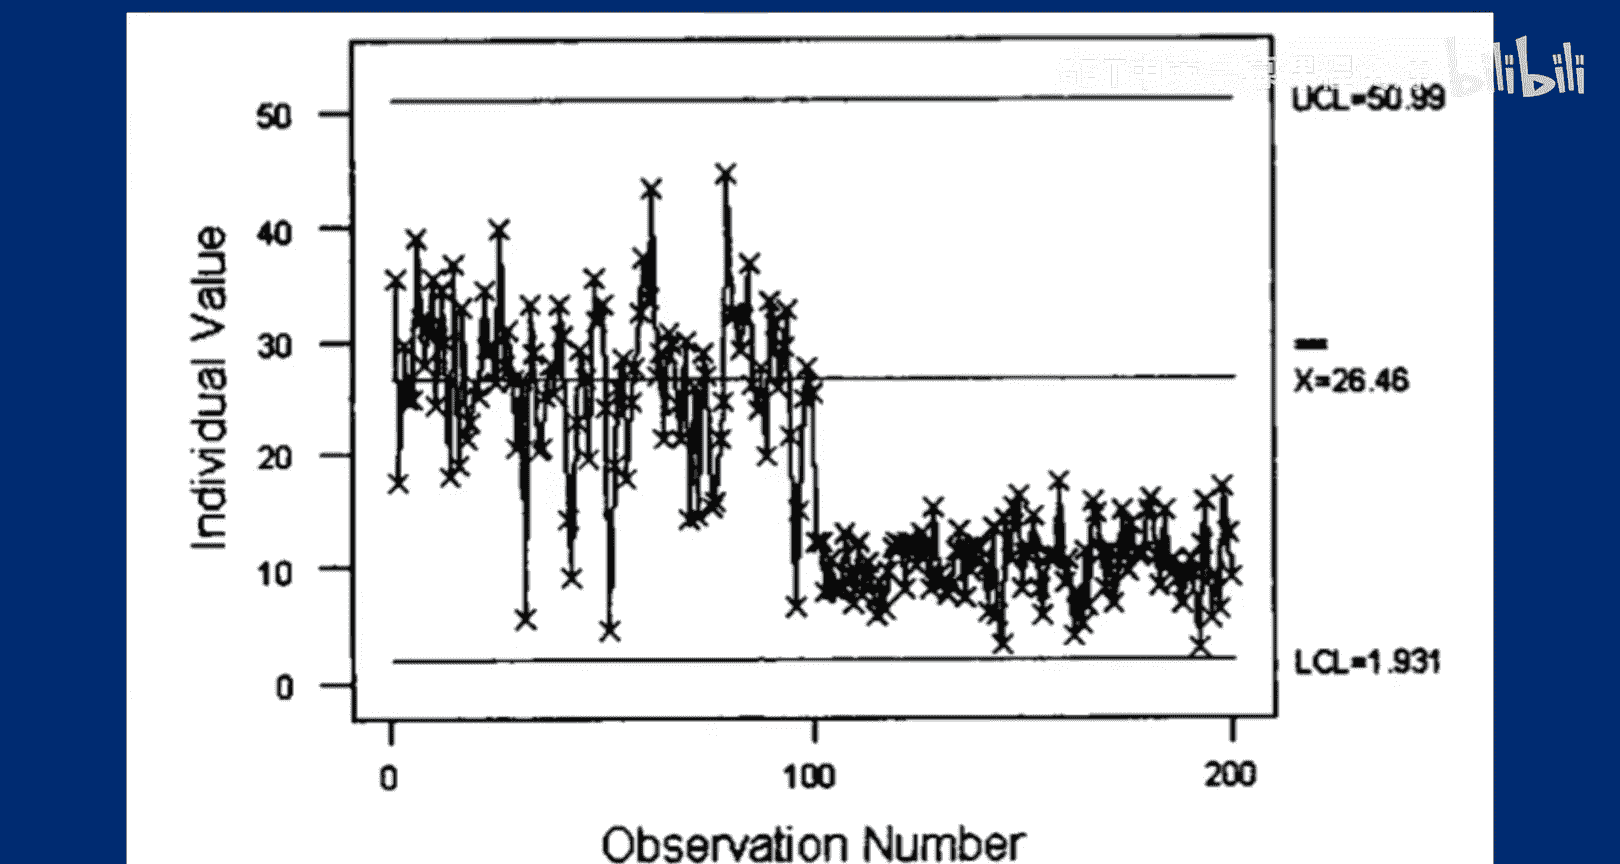 bilibili
UCL=50.99
50
40
30
X=26.46
20
10
LCL=1.931
0
Individual Value
0
100
200
Observation Number